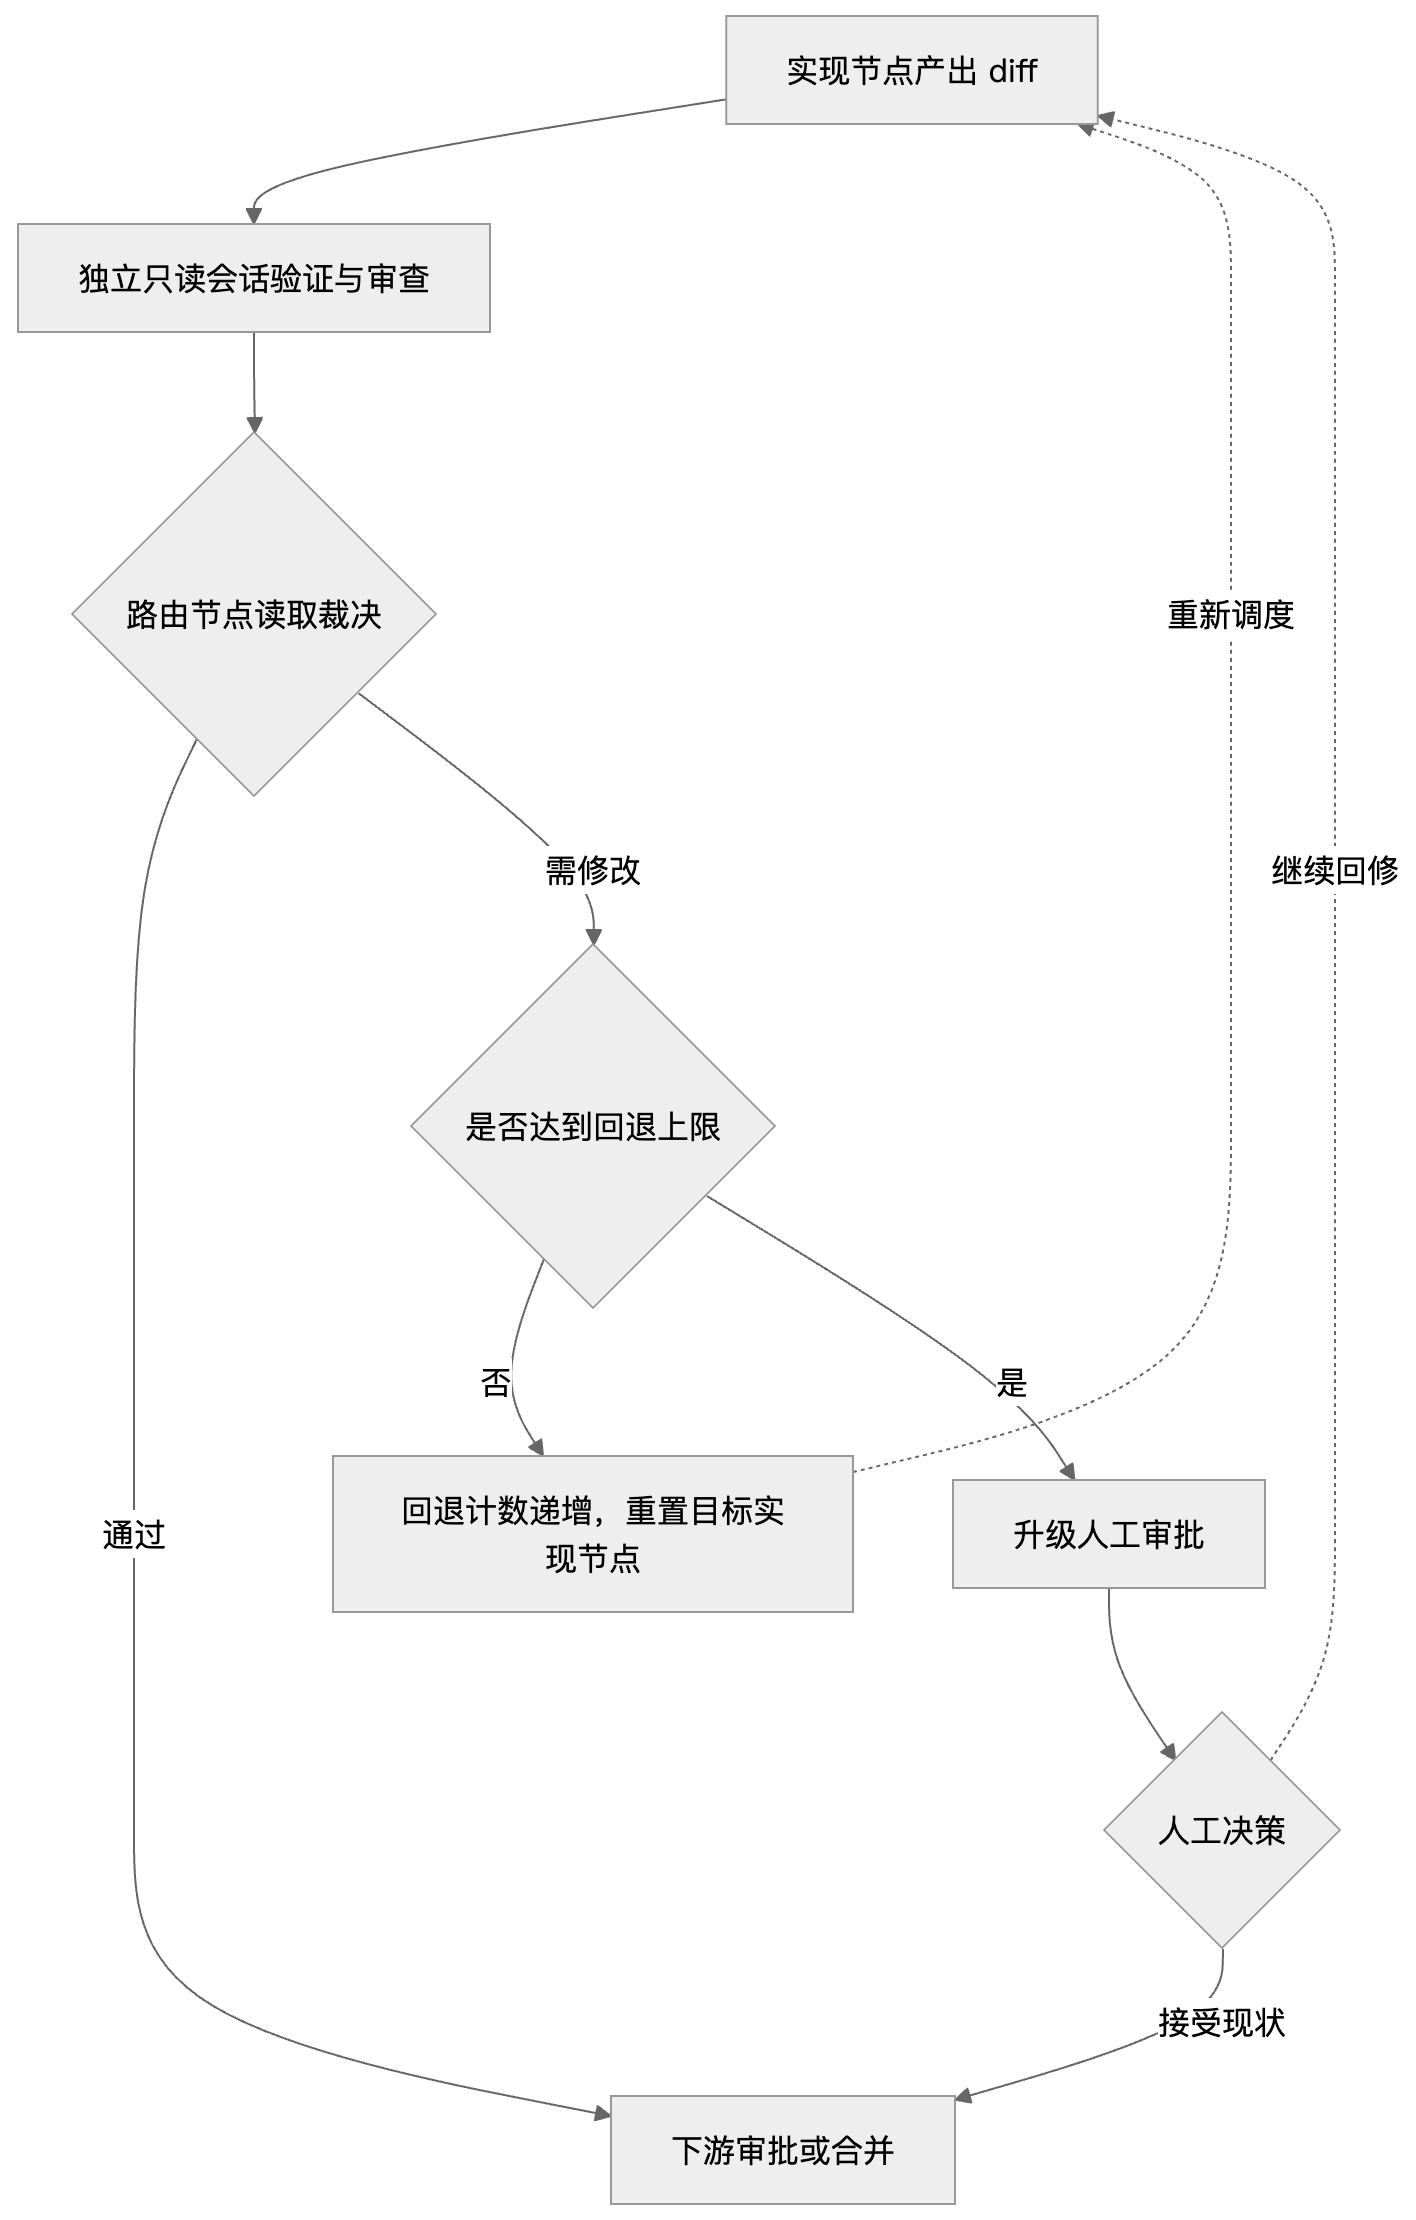 实现节点产出 diff
独立只读会话验证与审查
路由节点读取裁决
重新调度
需修改
继续回修
是否达到回退上限
否
是
回退计数递增，重置目标实
现节点
通过
升级人工审批
人工决策
接受现状
下游审批或合并